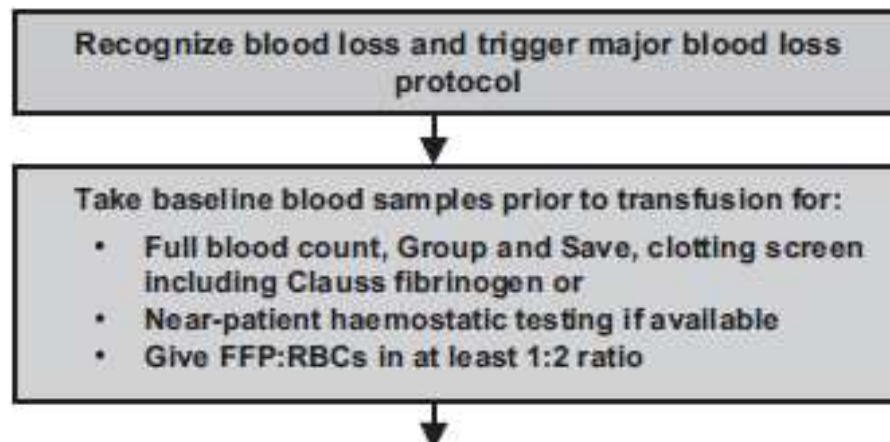 Recognize blood loss and trigger major blood loss
protocol
Take baseline blood samples prior to transfusion for:
• Full blood count, Group and Save, clotting screen
including Clauss fibrinogen or
• Near-patient haemostatic testing if available
• Give FFP:RBCs in at least 1:2 ratio